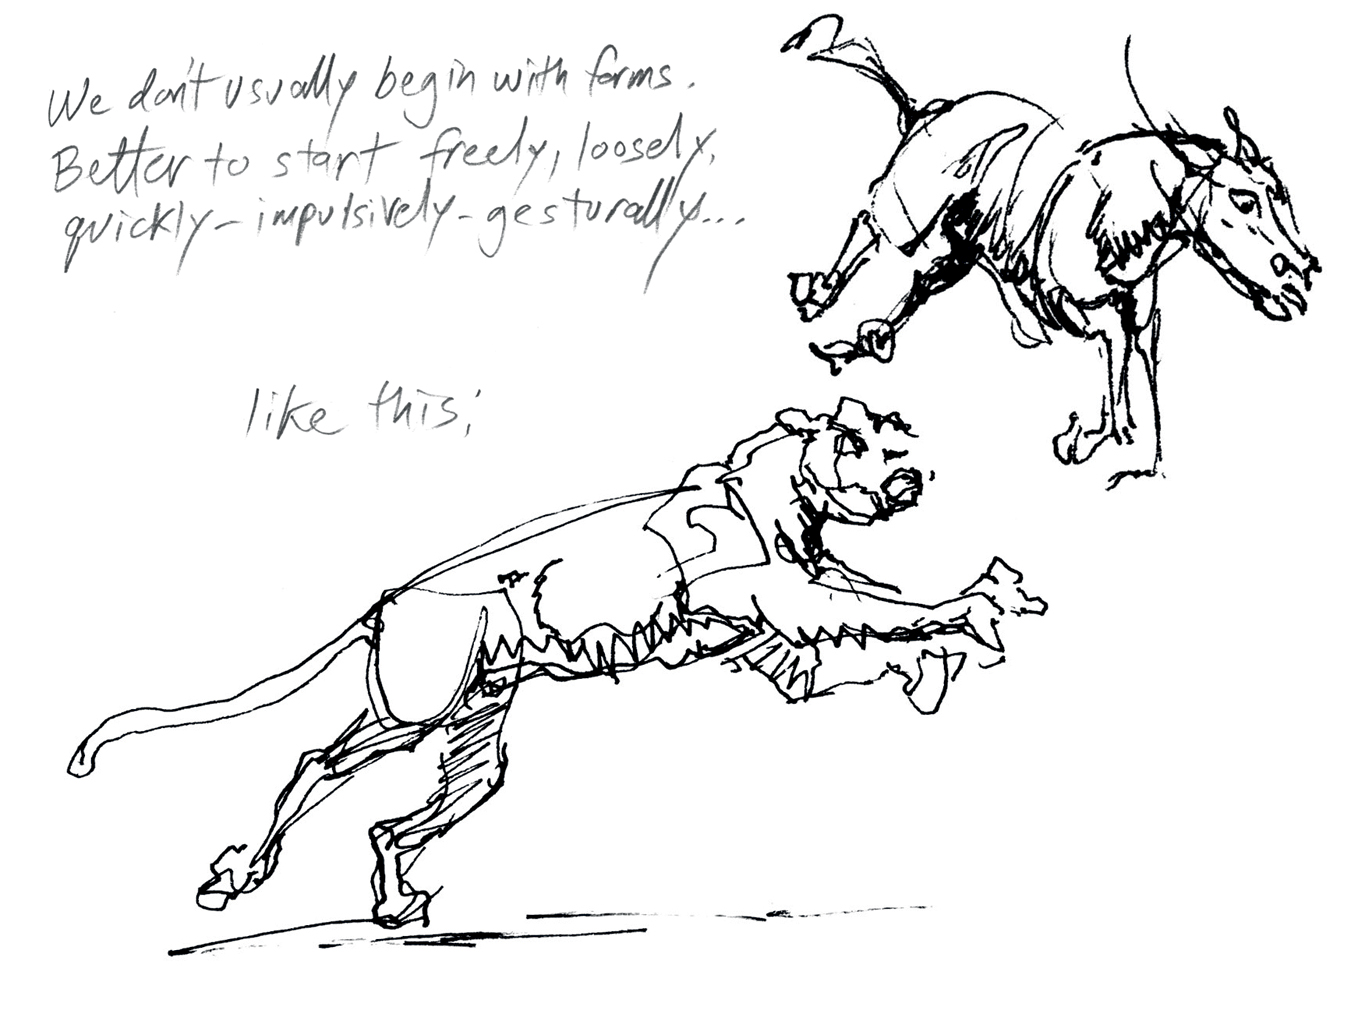 We don't usually begin with forms.
Better to start freely, loosely,
quickly-impulsively-gesturally...
like this;